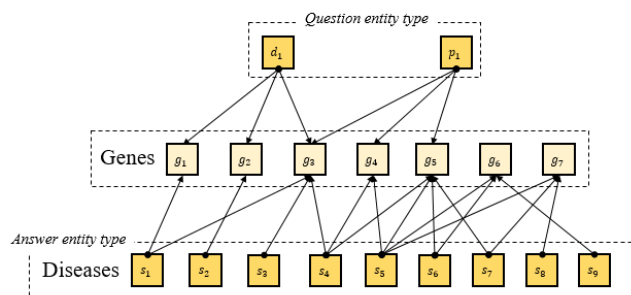 Question entity type
d₁ p₁
Genes g₁ g₂ g₃ g₄ g₅ g₆ g₇
Answer entity type
Diseases s₁ s₂ s₃ s₄ s₅ s₆ s₇ s₈ s₉